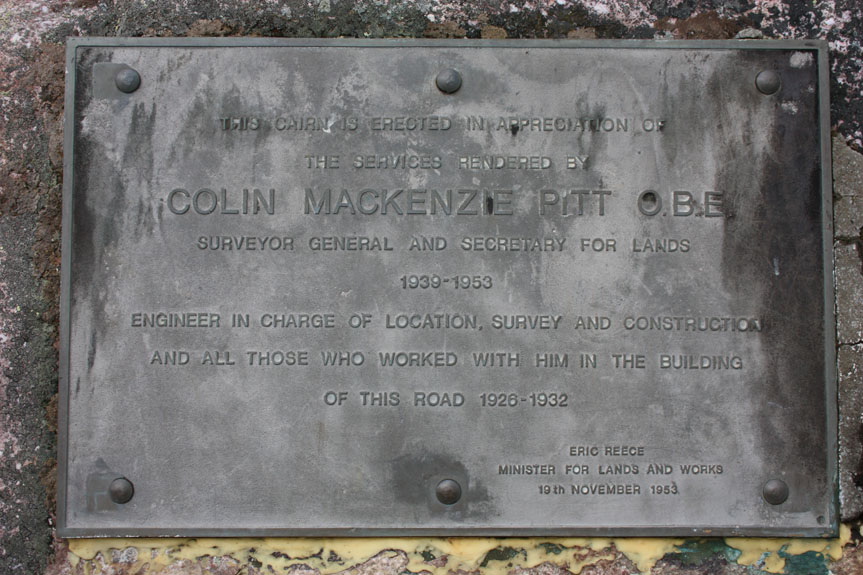 THIS CAIRN IS ERECTED IN APPRECIATION OF
THE SERVICES RENDERED BY
COLIN MACKENZIE PITT O.B.E
SURVEYOR GENERAL AND SECRETARY FOR LANDS
1939-1953
ENGINEER IN CHARGE OF LOCATION, SURVEY AND CONSTRUCTION
AND ALL THOSE WHO WORKED WITH HIM IN THE BUILDING
OF THIS ROAD 1926-1932
ERIC REECE
MINISTER FOR LANDS AND WORKS
19th NOVEMBER 1953